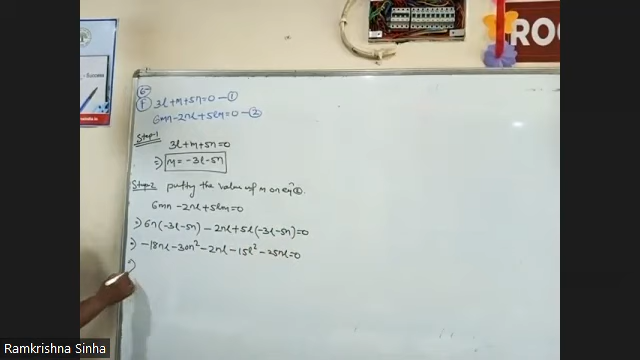 - Success
ROO
6-
1 3l+m+5n=0 —①
6mn-2nl+5lm=0 —②
Step-1
3l+m+5n=0
⇒ m = -3l-5n
Step-2 putting the value of m on eqⁿ②.
6mn -2nl+5lm=0
⇒ 6n(-3l-5n) - 2nl+5l(-3l-5n)=0
⇒ -18nl-30n²-2nl-15l²-25nl=0
⇒
Ramkrishna Sinha